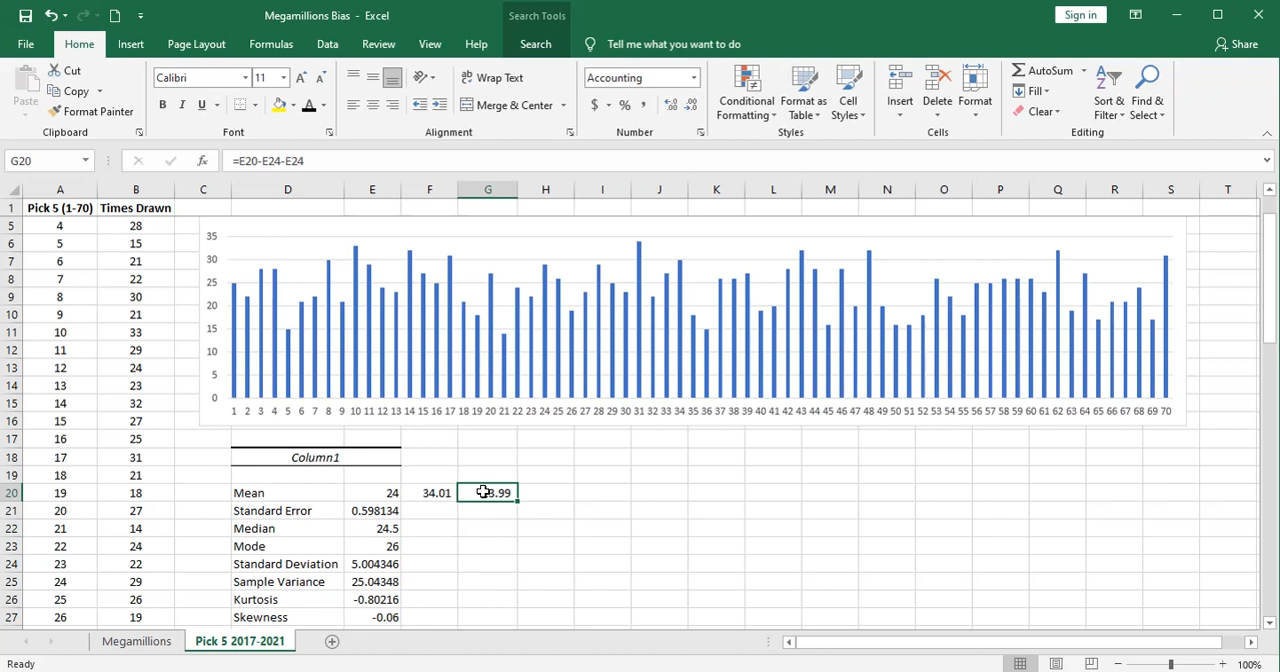 Megamillions Bias - Excel
Search Tools
Sign in
File Home Insert Page Layout Formulas Data Review View Help Search Tell me what you want to do Share
Paste
Cut
Copy
Format Painter
Clipboard
Calibri 11
B I U
Font
Wrap Text
Merge & Center
Alignment
Accounting
$ % ,
Number
Conditional Formatting
Format as Table
Cell Styles
Styles
Insert Delete Format
Cells
AutoSum
Fill
Clear
Sort & Filter
Find & Select
Editing
G20 fx =E20-E24-E24
A B C D E F G H I J K L M N O P Q R S T
1 Pick 5 (1-70) Times Drawn
5 4 28
6 5 15
7 6 21
8 7 22
9 8 30
10 9 21
11 10 33
12 11 29
13 12 24
14 13 23
15 14 32
16 15 27
17 16 25
18 17 31
19 18 21
20 19 18
21 20 27
22 21 14
23 22 24
24 23 22
25 24 29
26 25 26
27 26 19
35
30
25
20
15
10
5
0
1 2 3 4 5 6 7 8 9 10 11 12 13 14 15 16 17 18 19 20 21 22 23 24 25 26 27 28 29 30 31 32 33 34 35 36 37 38 39 40 41 42 43 44 45 46 47 48 49 50 51 52 53 54 55 56 57 58 59 60 61 62 63 64 65 66 67 68 69 70
Column1
Mean 24 34.01
Standard Error 0.598134
Median 24.5
Mode 26
Standard Deviation 5.004346
Sample Variance 25.04348
Kurtosis -0.80216
Skewness -0.06
Megamillions Pick 5 2017-2021
Ready
100%